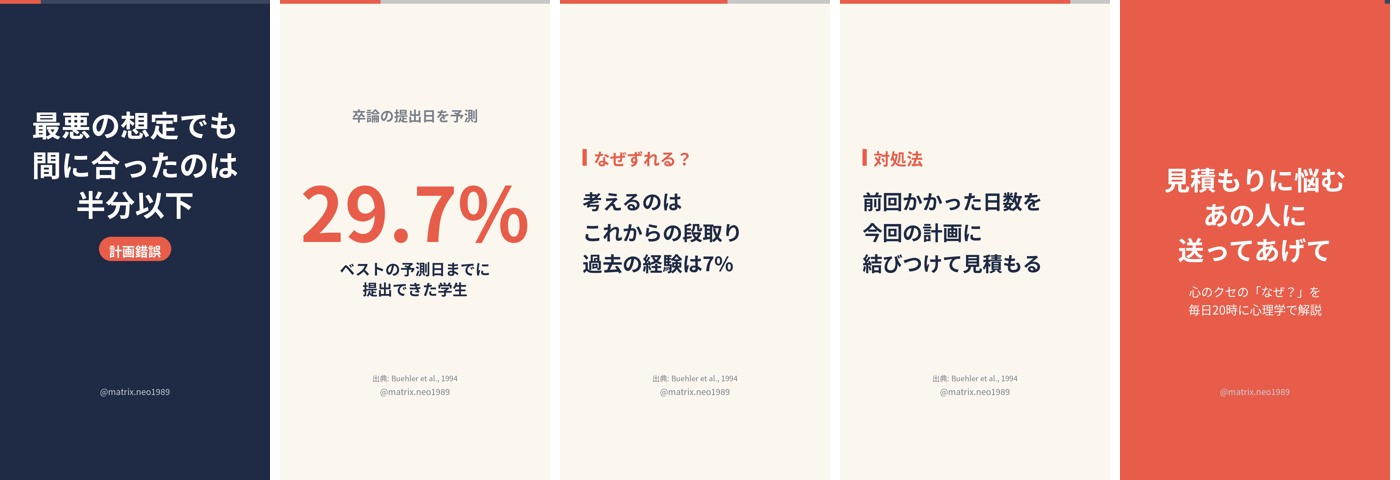 最悪の想定でも
間に合ったのは
半分以下
計画錯誤
@matrix.neo1989
卒論の提出日を予測
29.7%
ベストの予測日までに
提出できた学生
出典: Buehler et al., 1994
@matrix.neo1989
なぜずれる？
考えるのは
これからの段取り
過去の経験は7%
出典: Buehler et al., 1994
@matrix.neo1989
対処法
前回かかった日数を
今回の計画に
結びつけて見積もる
出典: Buehler et al., 1994
@matrix.neo1989
見積もりに悩む
あの人に
送ってあげて
心のクセの「なぜ？」を
毎日20時に心理学で解説
@matrix.neo1989